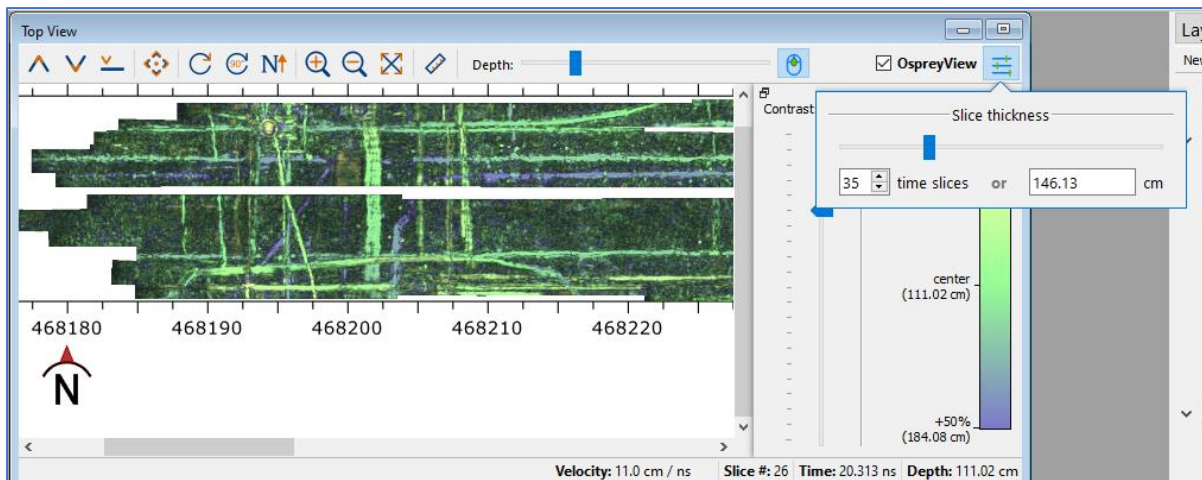 Top View
Lay
90°
N
Depth:
OspreyView
New
Contrast
Slice thickness
35 time slices or 146.13 cm
center
(111.02 cm)
468180 468190 468200 468210 468220
N
+50%
(184.08 cm)
Velocity: 11.0 cm / ns Slice #: 26 Time: 20.313 ns Depth: 111.02 cm